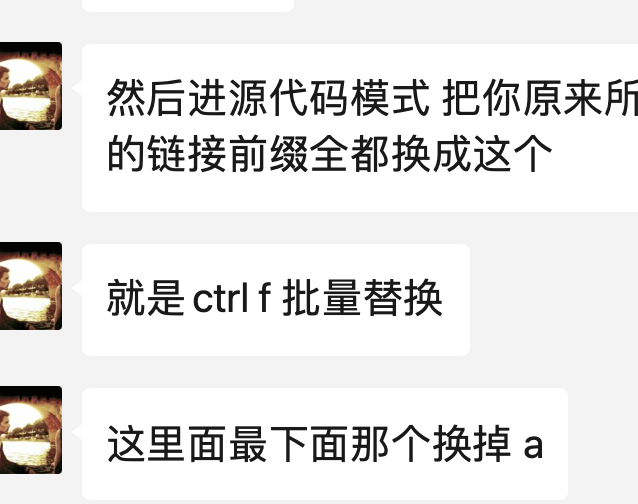 然后进源代码模式 把你原来所
的链接前缀全都换成这个
就是 ctrl f 批量替换
这里面最下面那个换掉 a